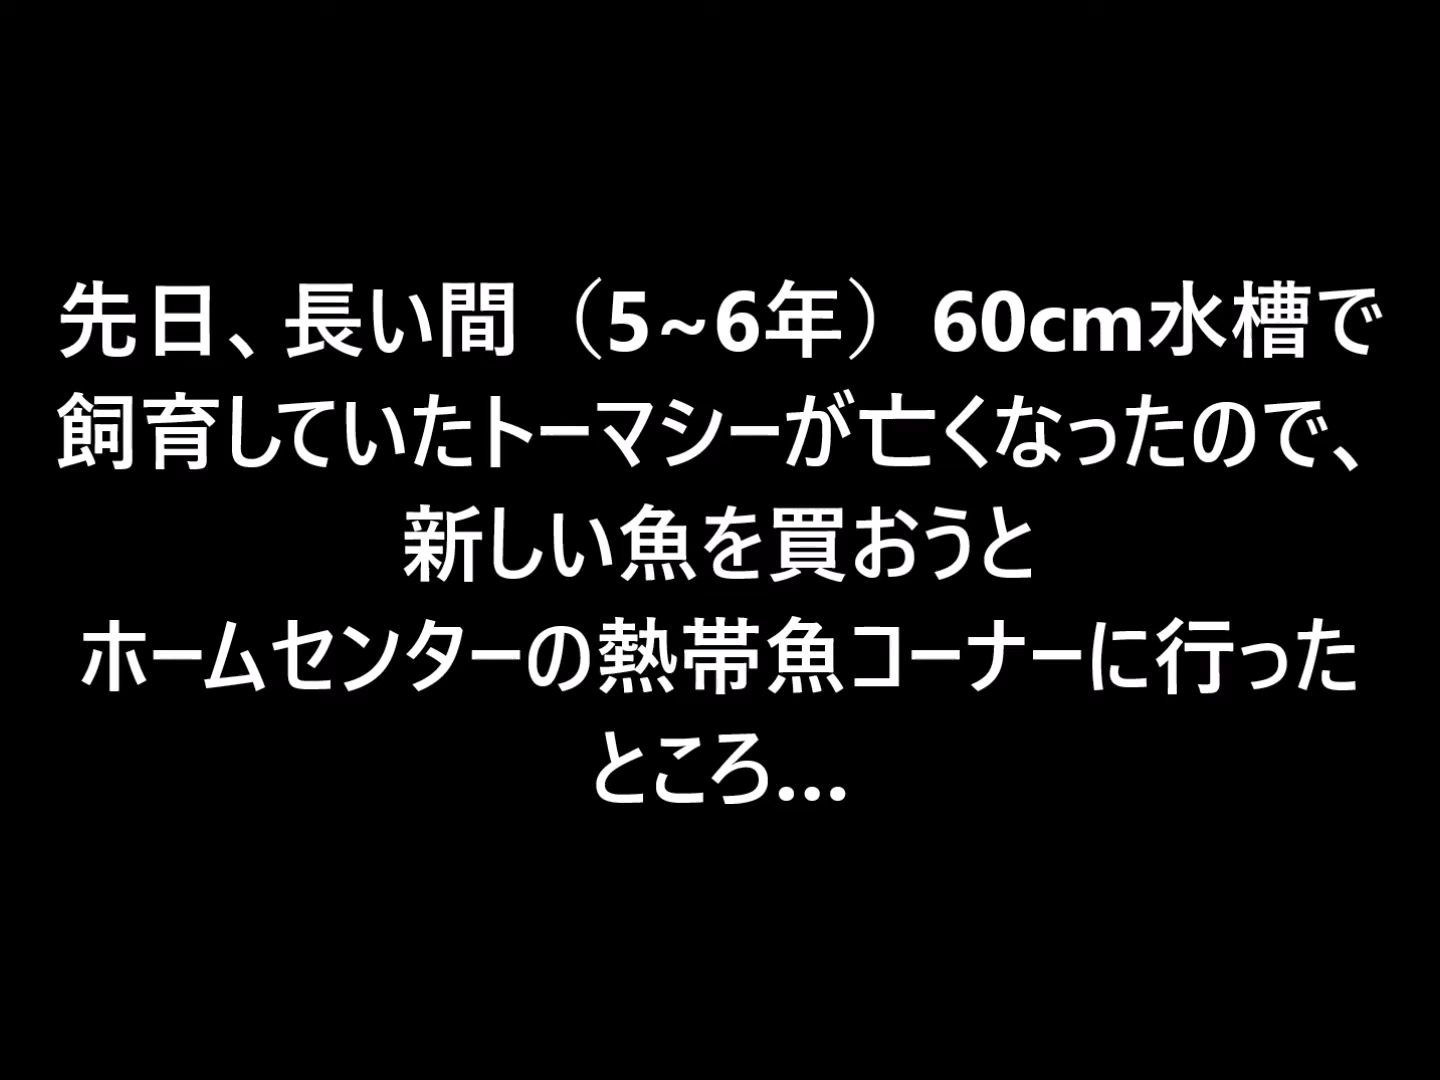 先日、長い間（5~6年）60cm水槽で
飼育していたトーマシーが亡くなったので、
新しい魚を買おうと
ホームセンターの熱帯魚コーナーに行った
ところ...